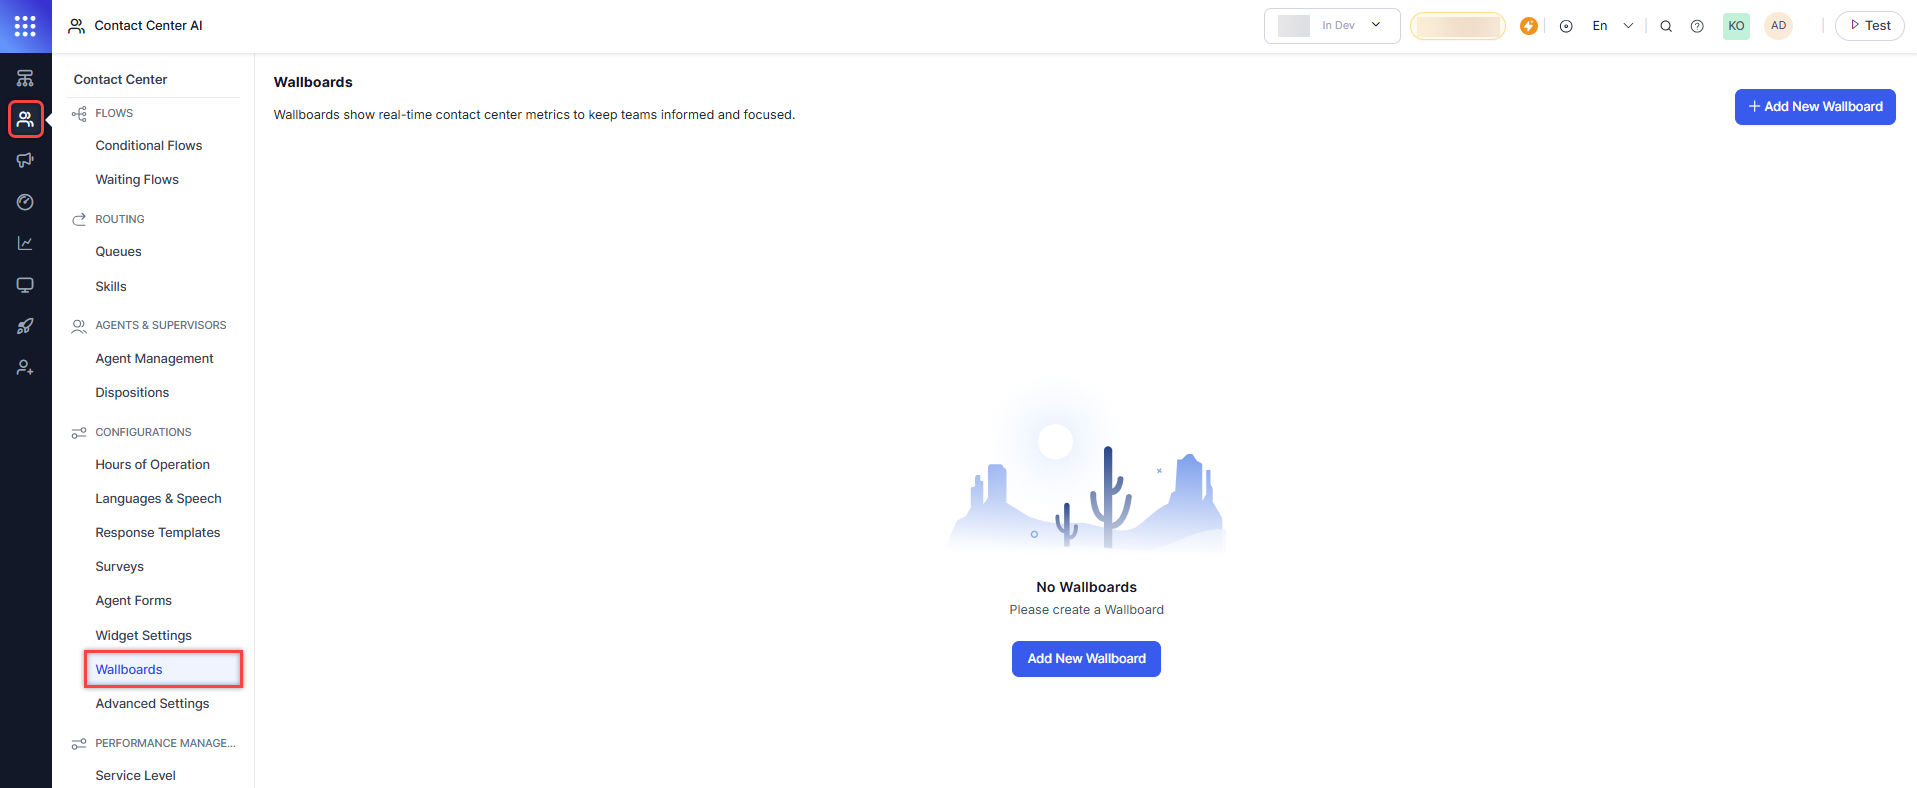 Contact Center AI
In Dev
En
KO
AD
Test
Contact Center
FLOWS
Conditional Flows
Waiting Flows
ROUTING
Queues
Skills
AGENTS & SUPERVISORS
Agent Management
Dispositions
CONFIGURATIONS
Hours of Operation
Languages & Speech
Response Templates
Surveys
Agent Forms
Widget Settings
Wallboards
Advanced Settings
PERFORMANCE MANAGE...
Service Level
Wallboards
Wallboards show real-time contact center metrics to keep teams informed and focused.
Add New Wallboard
No Wallboards
Please create a Wallboard
Add New Wallboard